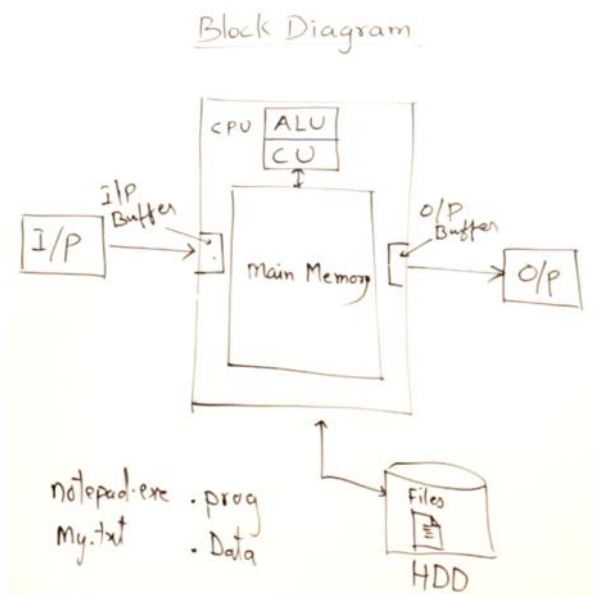 Block Diagram
CPU
ALU
CU
I/P
Buffer
I/P
Main Memory
O/P
Buffer
O/P
notepad.exe . prog
My.txt . Data
Files
HDD